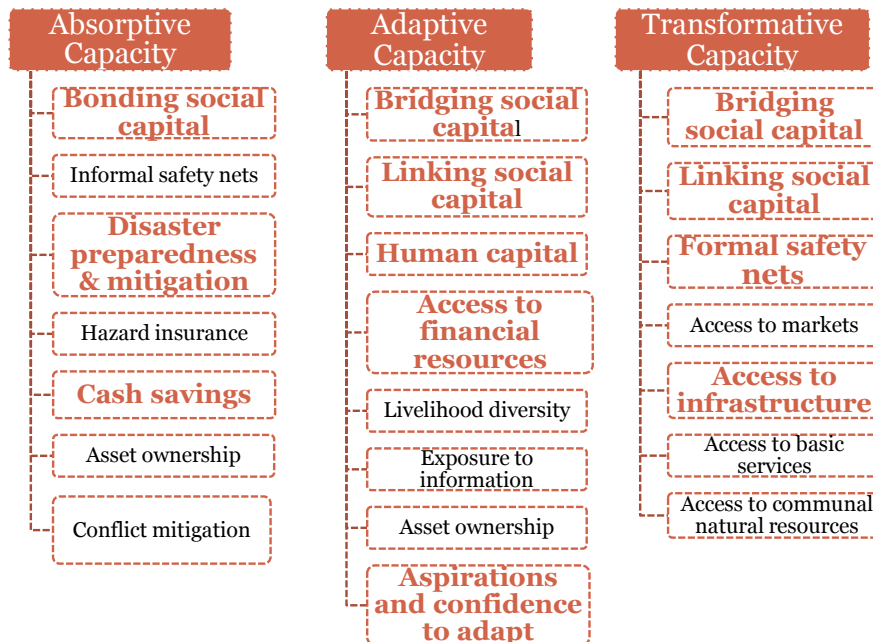 Absorptive
Capacity
Bonding social
capital
Informal safety nets
Disaster
preparedness
& mitigation
Hazard insurance
Cash savings
Asset ownership
Conflict mitigation
Adaptive
Capacity
Bridging social
capital
Linking social
capital
Human capital
Access to
financial
resources
Livelihood diversity
Exposure to
information
Asset ownership
Aspirations
and confidence
to adapt
Transformative
Capacity
Bridging
social capital
Linking social
capital
Formal safety
nets
Access to markets
Access to
infrastructure
Access to basic
services
Access to communal
natural resources